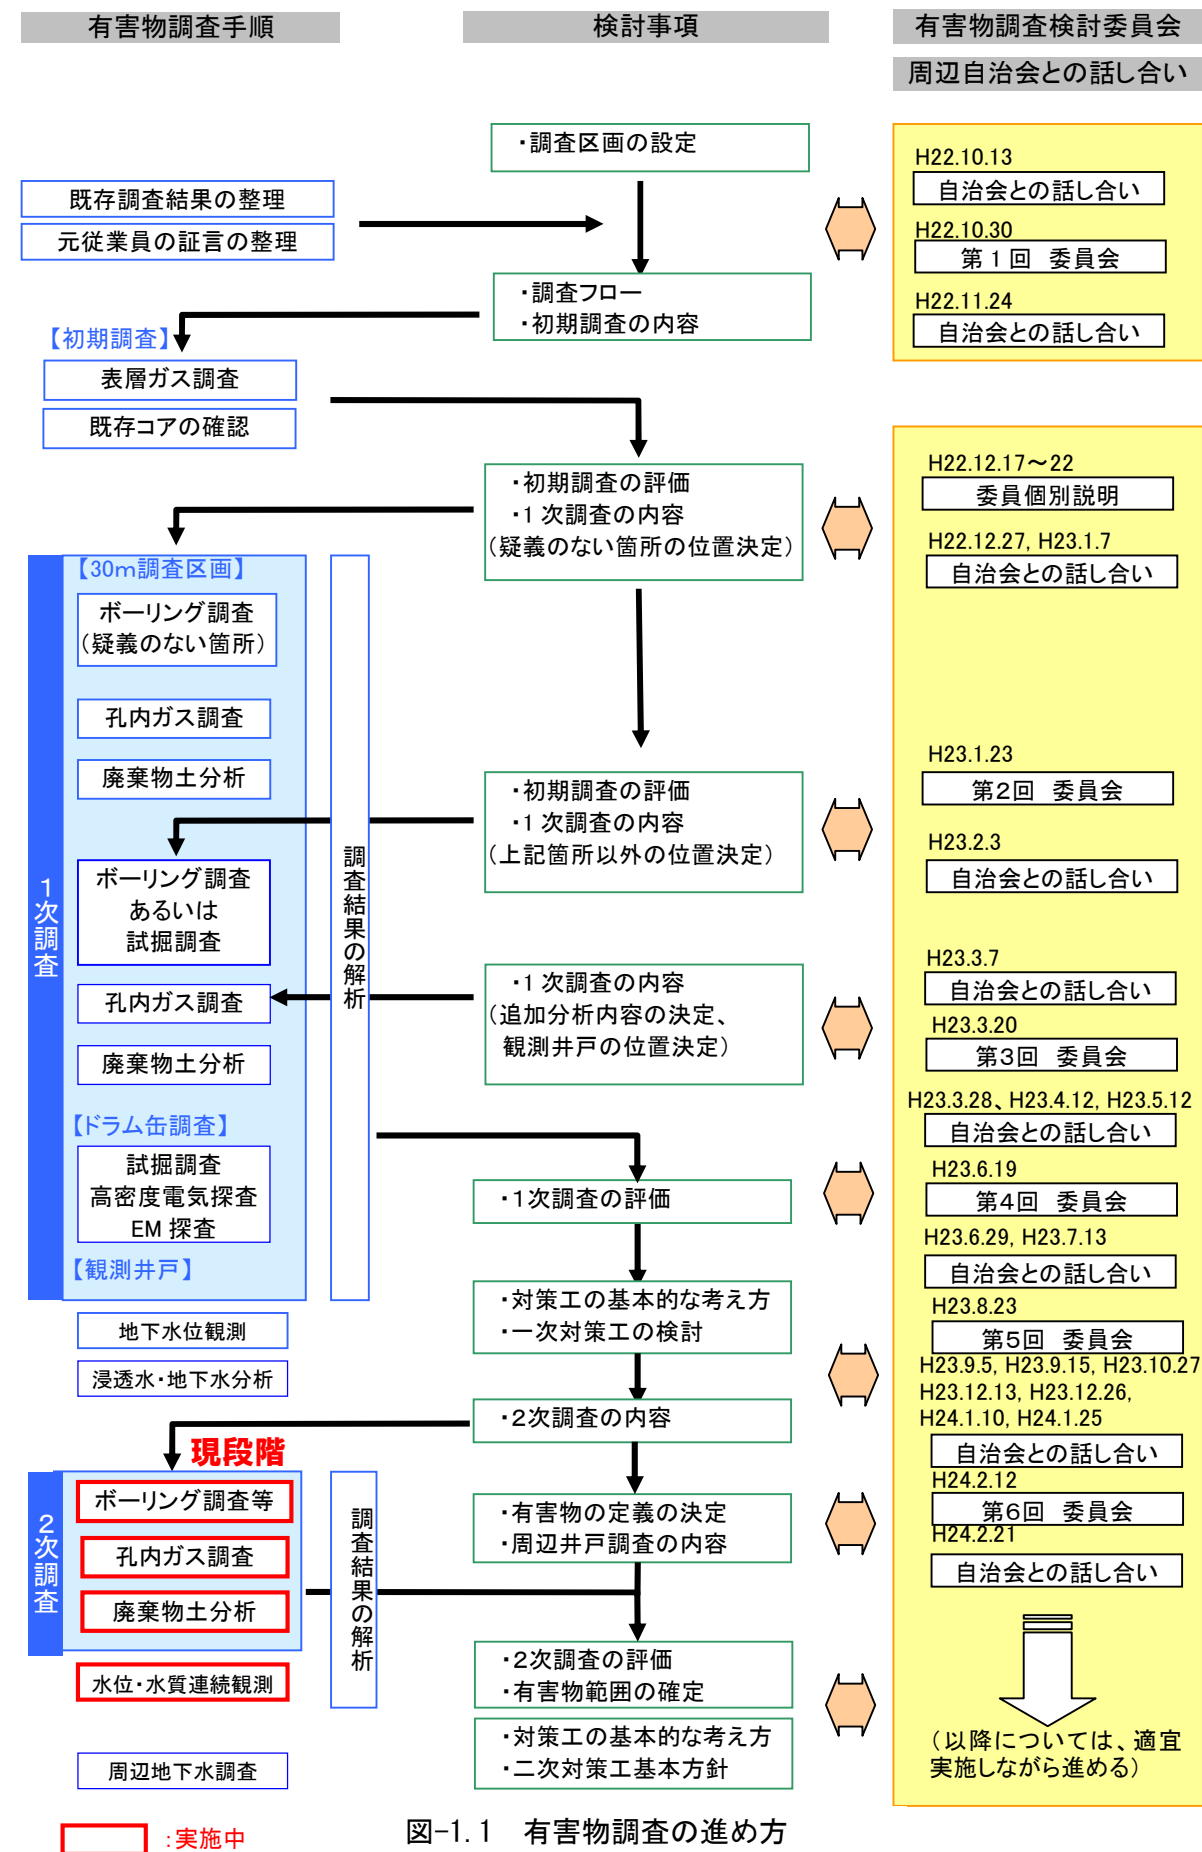 有害物調査手順
検討事項
有害物調査検討委員会
周辺自治会との話し合い
・調査区画の設定
既存調査結果の整理
元従業員の証言の整理
・調査フロー
・初期調査の内容
【初期調査】
表層ガス調査
既存コアの確認
・初期調査の評価
・1次調査の内容
(疑義のない箇所の位置決定)
1次調査
【30m調査区画】
ボーリング調査
(疑義のない箇所)
孔内ガス調査
廃棄物土分析
ボーリング調査
あるいは
試掘調査
孔内ガス調査
廃棄物土分析
【ドラム缶調査】
試掘調査
高密度電気探査
EM 探査
【観測井戸】
地下水位観測
浸透水・地下水分析
調査結果の解析
・初期調査の評価
・1次調査の内容
(上記箇所以外の位置決定)
・1次調査の内容
(追加分析内容の決定、
観測井戸の位置決定)
・1次調査の評価
・対策工の基本的な考え方
・一次対策工の検討
・2次調査の内容
現段階
2次調査
ボーリング調査等
孔内ガス調査
廃棄物土分析
水位・水質連続観測
周辺地下水調査
調査結果の解析
・有害物の定義の決定
・周辺井戸調査の内容
・2次調査の評価
・有害物範囲の確定
・対策工の基本的な考え方
・二次対策工基本方針
H22.10.13
自治会との話し合い
H22.10.30
第1回 委員会
H22.11.24
自治会との話し合い
H22.12.17～22
委員個別説明
H22.12.27, H23.1.7
自治会との話し合い
H23.1.23
第2回 委員会
H23.2.3
自治会との話し合い
H23.3.7
自治会との話し合い
H23.3.20
第3回 委員会
H23.3.28、H23.4.12, H23.5.12
自治会との話し合い
H23.6.19
第4回 委員会
H23.6.29, H23.7.13
自治会との話し合い
H23.8.23
第5回 委員会
H23.9.5, H23.9.15, H23.10.27
H23.12.13, H23.12.26,
H24.1.10, H24.1.25
自治会との話し合い
H24.2.12
第6回 委員会
H24.2.21
自治会との話し合い
(以降については、適宜
実施しながら進める)
:実施中
図-1.1 有害物調査の進め方